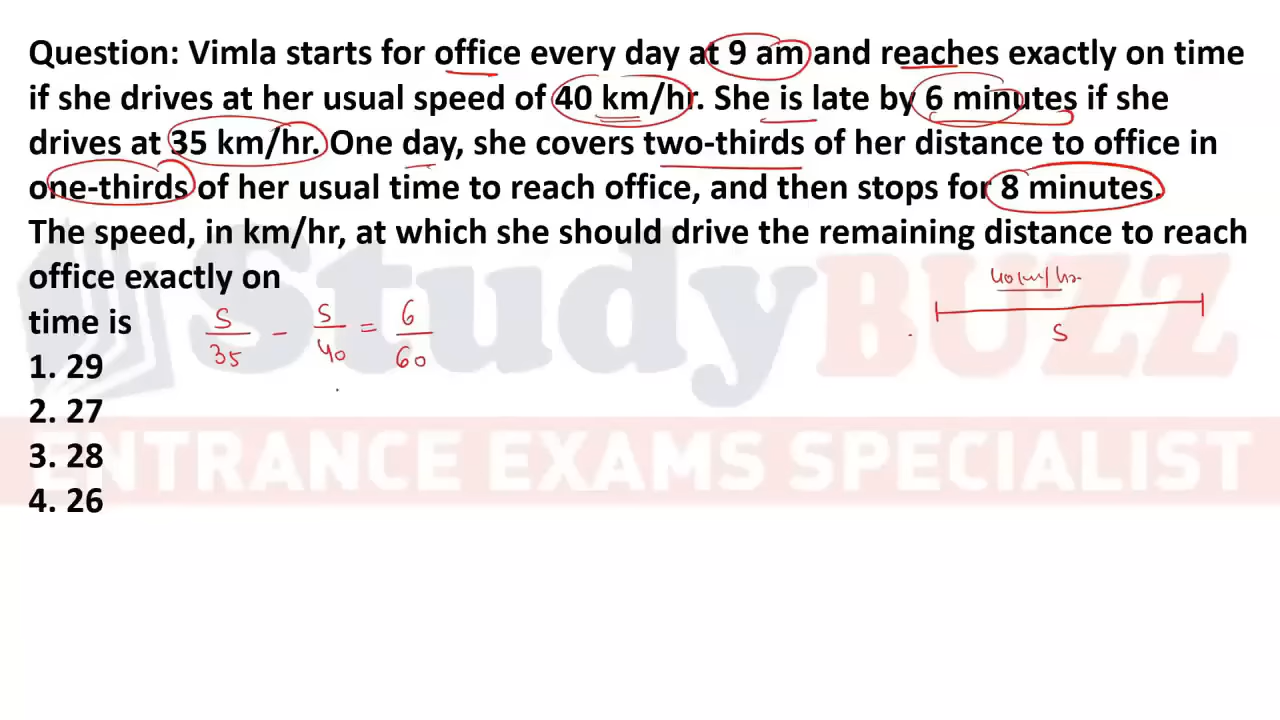 Question: Vimla starts for office every day at 9 am and reaches exactly on time
if she drives at her usual speed of 40 km/hr. She is late by 6 minutes if she
drives at 35 km/hr. One day, she covers two-thirds of her distance to office in
one-thirds of her usual time to reach office, and then stops for 8 minutes.
The speed, in km/hr, at which she should drive the remaining distance to reach
office exactly on
time is
40 km/hr
S
S/35 - S/40 = 6/60
1. 29
2. 27
3. 28
4. 26
StudyBUZZ
ENTRANCE EXAMS SPECIALIST